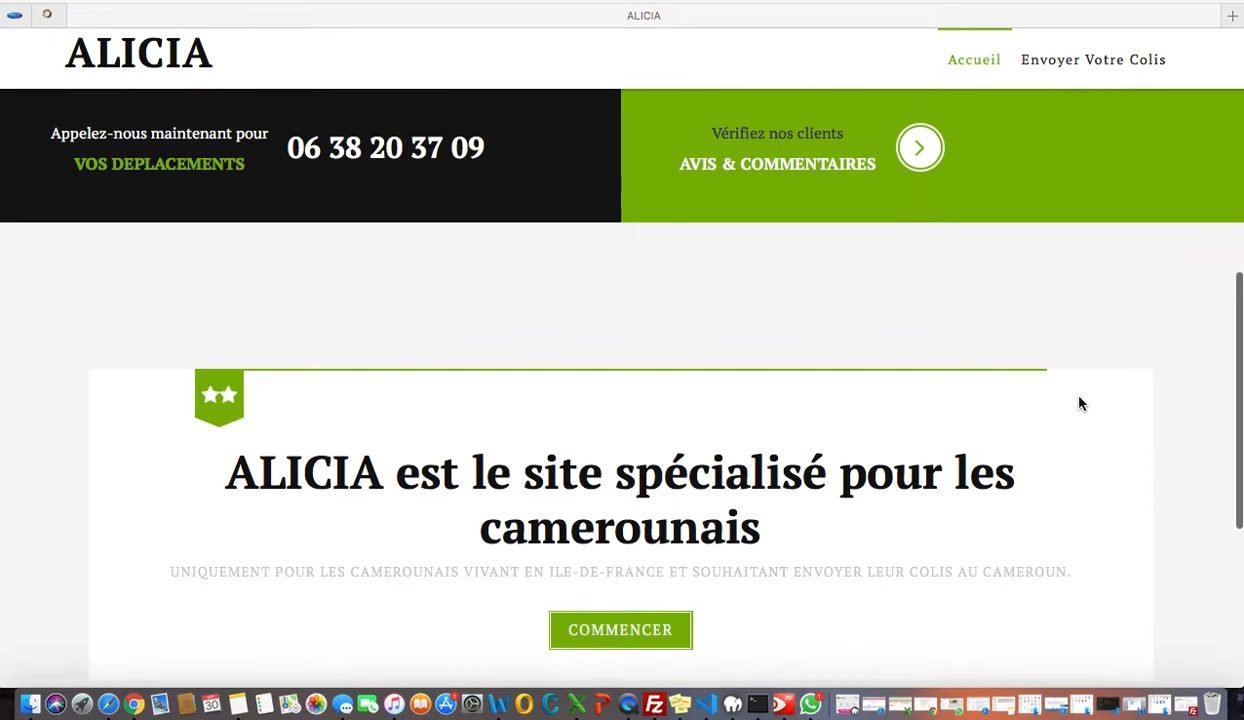 ALICIA
ALICIA
Accueil
Envoyer Votre Colis
Appelez-nous maintenant pour
VOS DEPLACEMENTS
06 38 20 37 09
Vérifiez nos clients
AVIS & COMMENTAIRES
ALICIA est le site spécialisé pour les
camerounais
UNIQUEMENT POUR LES CAMEROUNAIS VIVANT EN ILE-DE-FRANCE ET SOUHAITANT ENVOYER LEUR COLIS AU CAMEROUN.
COMMENCER
30